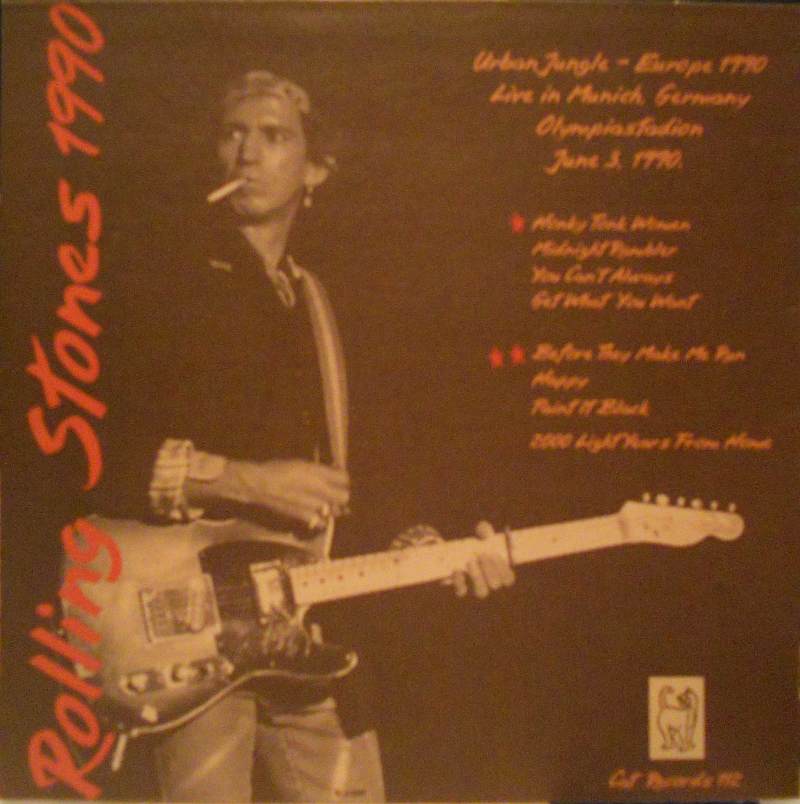 Rolling Stones 1990
Urban Jungle - Europe 1990
Live in Munich, Germany
Olympiastadion
June 3. 1990.
Honky Tonk Women
Midnight Rambler
You Can't Always
Get What You Want
Before They Make Me Run
Happy
Paint It Black
2000 Light Years From Home
Cat Records 112